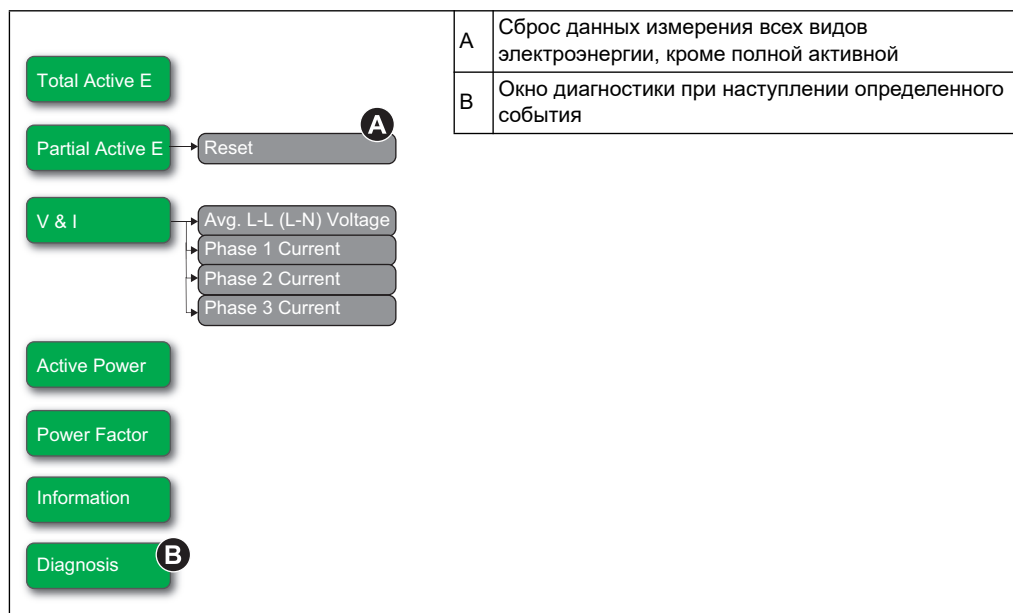 Total Active E
Partial Active E
Reset
A
V & I
Avg. L-L (L-N) Voltage
Phase 1 Current
Phase 2 Current
Phase 3 Current
Active Power
Power Factor
Information
Diagnosis
B
A
Сброс данных измерения всех видов
электроэнергии, кроме полной активной
B
Окно диагностики при наступлении определенного
события